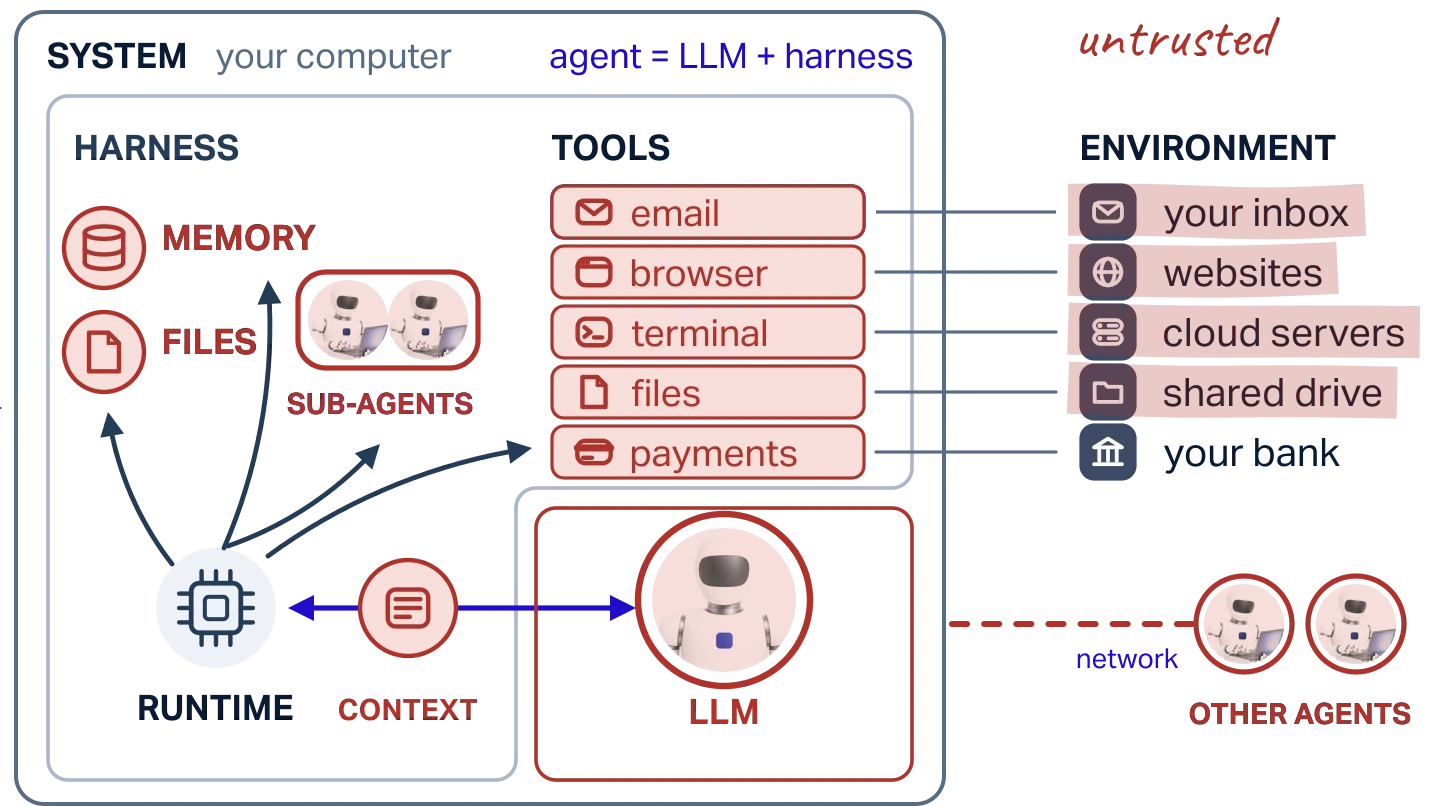 SYSTEM your computer agent = LLM + harness
untrusted
HARNESS
MEMORY
FILES
SUB-AGENTS
TOOLS
email
browser
terminal
files
payments
ENVIRONMENT
your inbox
websites
cloud servers
shared drive
your bank
RUNTIME
CONTEXT
LLM
network
OTHER AGENTS